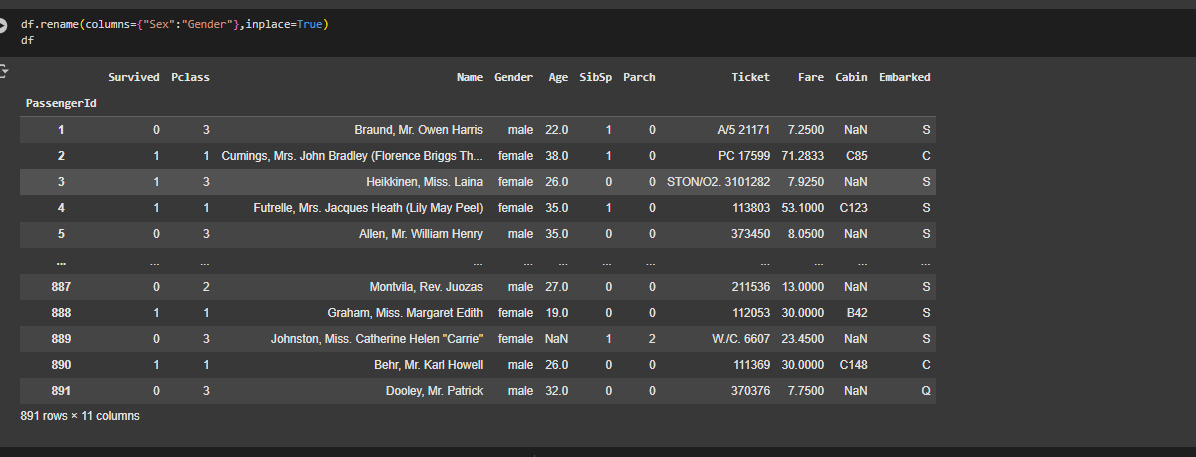 df.rename(columns={"Sex":"Gender"},inplace=True)
df
Survived Pclass Name Gender Age SibSp Parch Ticket Fare Cabin Embarked
PassengerId
1 0 3 Braund, Mr. Owen Harris male 22.0 1 0 A/5 21171 7.2500 NaN S
2 1 1 Cumings, Mrs. John Bradley (Florence Briggs Th... female 38.0 1 0 PC 17599 71.2833 C85 C
3 1 3 Heikkinen, Miss. Laina female 26.0 0 0 STON/O2. 3101282 7.9250 NaN S
4 1 1 Futrelle, Mrs. Jacques Heath (Lily May Peel) female 35.0 1 0 113803 53.1000 C123 S
5 0 3 Allen, Mr. William Henry male 35.0 0 0 373450 8.0500 NaN S
... ... ... ... ... ... ... ... ... ... ... ...
887 0 2 Montvila, Rev. Juozas male 27.0 0 0 211536 13.0000 NaN S
888 1 1 Graham, Miss. Margaret Edith female 19.0 0 0 112053 30.0000 B42 S
889 0 3 Johnston, Miss. Catherine Helen "Carrie" female NaN 1 2 W./C. 6607 23.4500 NaN S
890 1 1 Behr, Mr. Karl Howell male 26.0 0 0 111369 30.0000 C148 C
891 0 3 Dooley, Mr. Patrick male 32.0 0 0 370376 7.7500 NaN Q
891 rows × 11 columns